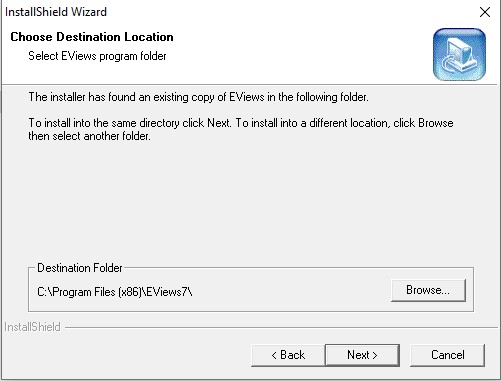 InstallShield Wizard
Choose Destination Location
Select EViews program folder
The installer has found an existing copy of EViews in the following folder.
To install into the same directory click Next. To install into a different location, click Browse
then select another folder.
Destination Folder
C:\Program Files (x86)\EViews7\
Browse...
InstallShield
< Back
Next >
Cancel